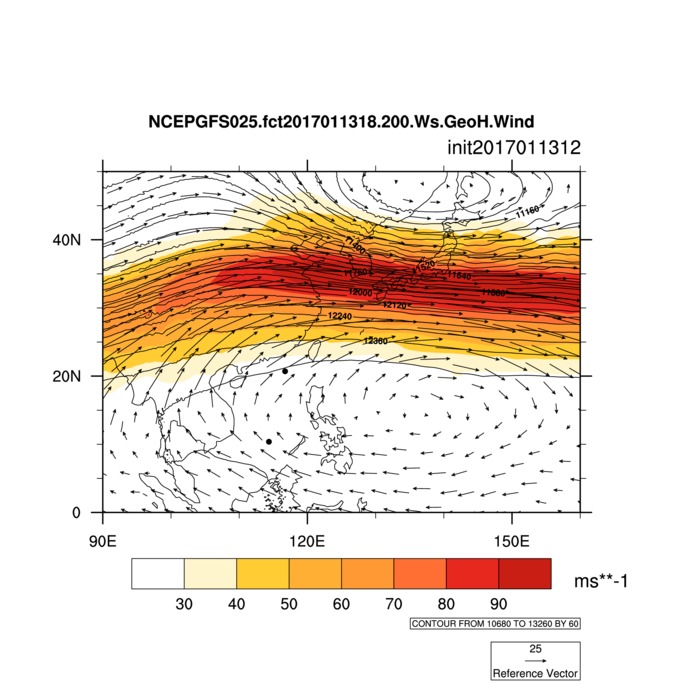 NCEPGFS025.fct2017011318.200.Ws.GeoH.Wind
init2017011312
11160
40N
11400
11520
11760
11640
12000
11880
12120
12240
12360
20N
0
90E 120E 150E
ms**-1
30 40 50 60 70 80 90
CONTOUR FROM 10680 TO 13260 BY 60
25
Reference Vector